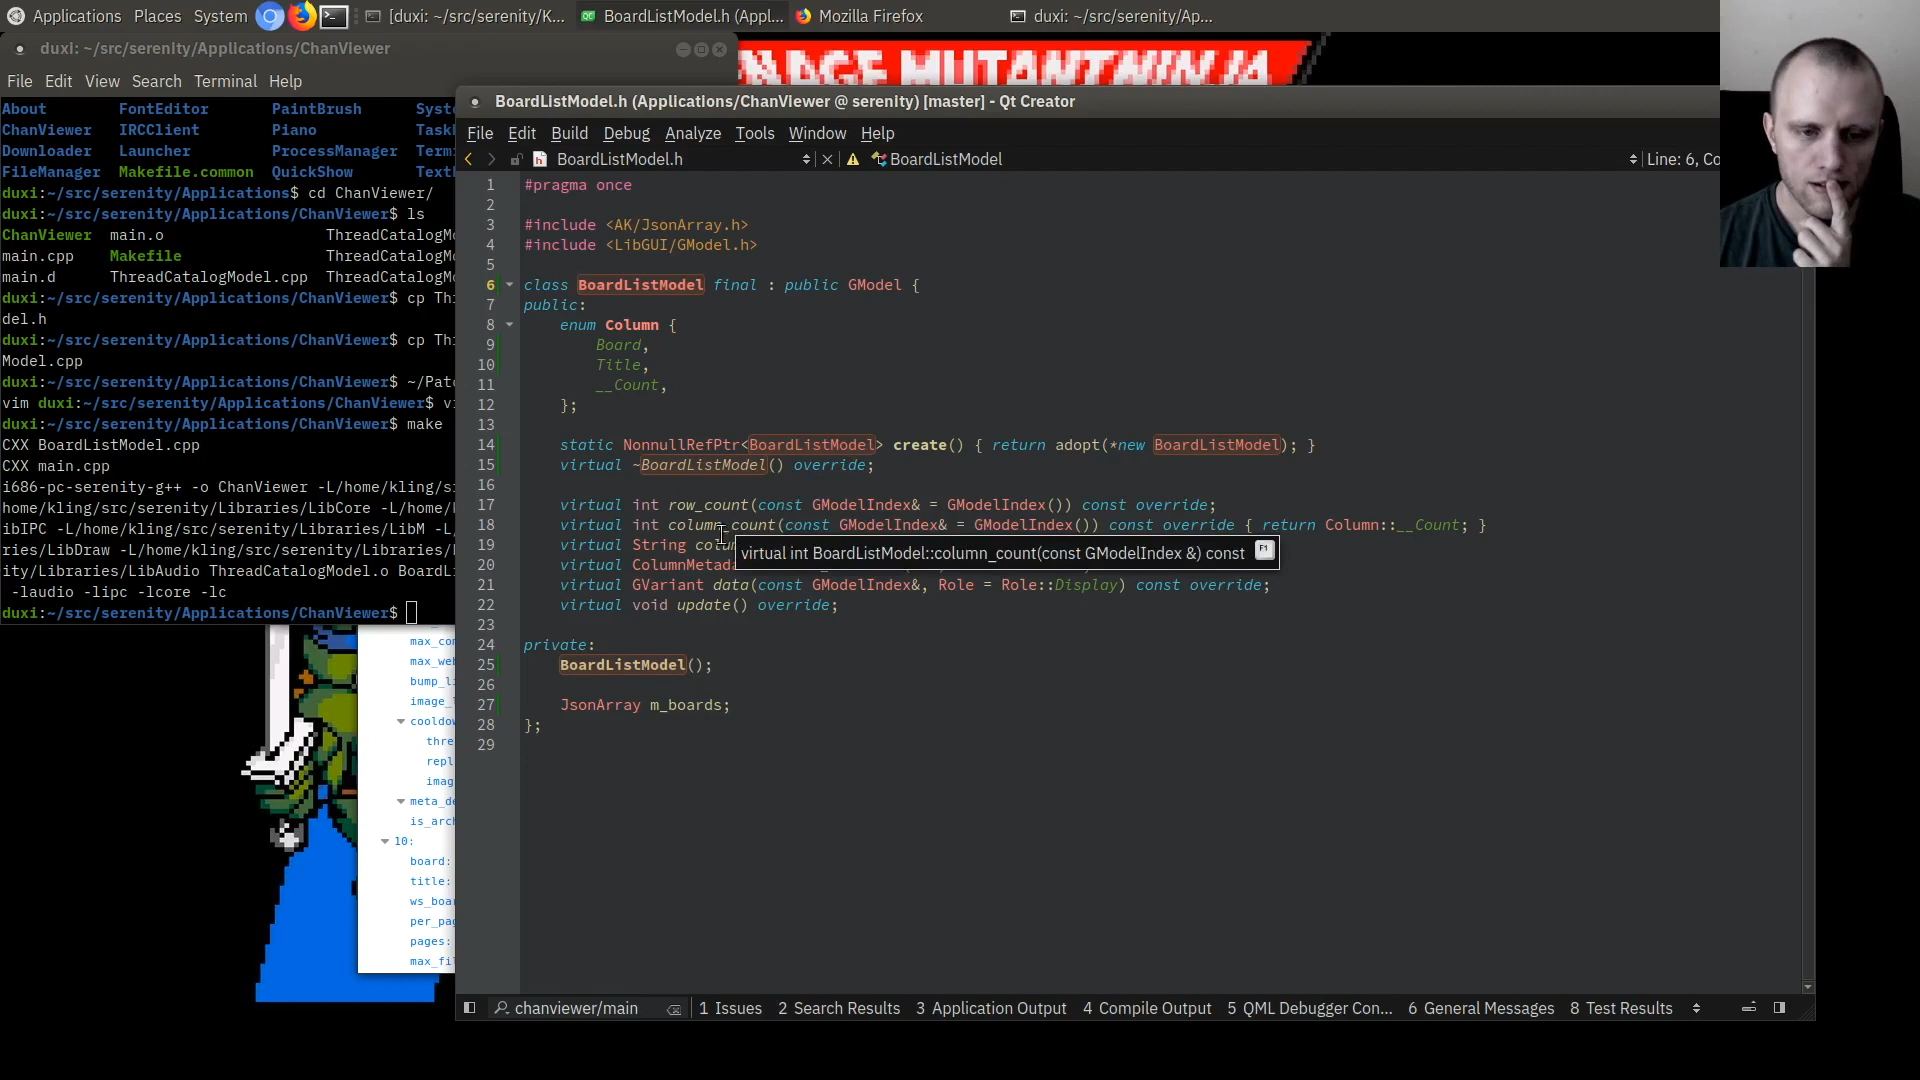 Applications Places System
[duxi: ~/src/serenity/K...
BoardListModel.h (Appl...
Mozilla Firefox
duxi: ~/src/serenity/Ap...
duxi: ~/src/serenity/Applications/ChanViewer
File Edit View Search Terminal Help
About FontEditor PaintBrush Syst
ChanViewer IRCClient Piano Task
Downloader Launcher ProcessManager Term
FileManager Makefile.common QuickShow Text
duxi:~/src/serenity/Applications$ cd ChanViewer/
duxi:~/src/serenity/Applications/ChanViewer$ ls
ChanViewer main.o ThreadCatalogM
main.cpp Makefile ThreadCatalogM
main.d ThreadCatalogModel.cpp ThreadCatalogM
duxi:~/src/serenity/Applications/ChanViewer$ cp Th
del.h
duxi:~/src/serenity/Applications/ChanViewer$ cp Th
Model.cpp
duxi:~/src/serenity/Applications/ChanViewer$ ~/Pat
vim duxi:~/src/serenity/Applications/ChanViewer$ v
duxi:~/src/serenity/Applications/ChanViewer$ make
CXX BoardListModel.cpp
CXX main.cpp
i686-pc-serenity-g++ -o ChanViewer -L/home/kling/s
home/kling/src/serenity/Libraries/LibCore -L/home/
ibIPC -L/home/kling/src/serenity/Libraries/LibM -L
ries/LibDraw -L/home/kling/src/serenity/Libraries/
ity/Libraries/LibAudio ThreadCatalogModel.o BoardL
-laudio -lipc -lcore -lc
duxi:~/src/serenity/Applications/ChanViewer$
max_con
max_we
bump_li
image_
cooldow
thre
repl
imag
meta_de
is_arc
10:
board:
title:
ws_boa
per_pa
pages:
max_fi
BoardListModel.h (Applications/ChanViewer @ serenity) [master] - Qt Creator
File Edit Build Debug Analyze Tools Window Help
BoardListModel.h
BoardListModel
Line: 6, Co
1 #pragma once
2
3 #include <AK/JsonArray.h>
4 #include <LibGUI/GModel.h>
5
6 class BoardListModel final : public GModel {
7 public:
8 enum Column {
9 Board,
10 Title,
11 __Count,
12 };
13
14 static NonnullRefPtr<BoardListModel> create() { return adopt(*new BoardListModel); }
15 virtual ~BoardListModel() override;
16
17 virtual int row_count(const GModelIndex& = GModelIndex()) const override;
18 virtual int column_count(const GModelIndex& = GModelIndex()) const override { return Column::__Count; }
19 virtual String colu
virtual int BoardListModel::column_count(const GModelIndex &) const F1
20 virtual ColumnMetada
21 virtual GVariant data(const GModelIndex&, Role = Role::Display) const override;
22 virtual void update() override;
23
24 private:
25 BoardListModel();
26
27 JsonArray m_boards;
28 };
29
chanviewer/main
1 Issues 2 Search Results 3 Application Output 4 Compile Output 5 QML Debugger Con... 6 General Messages 8 Test Results